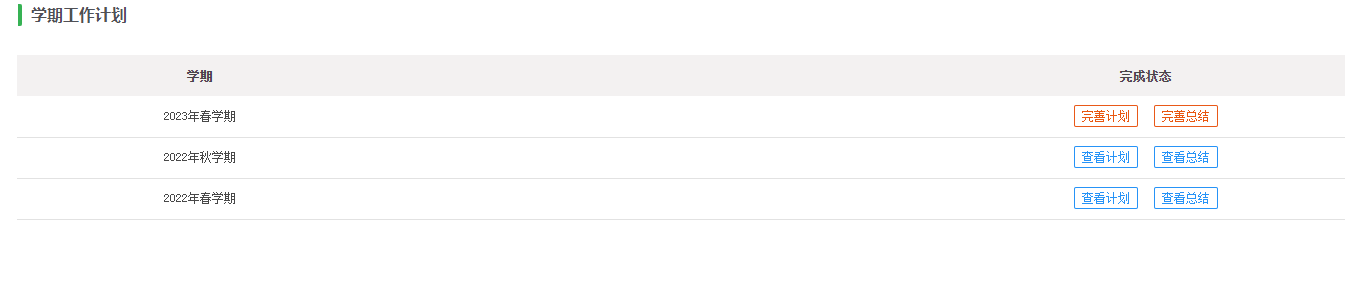 学期工作计划
学期 完成状态
2023年春学期 完善计划 完善总结
2022年秋学期 查看计划 查看总结
2022年春学期 查看计划 查看总结